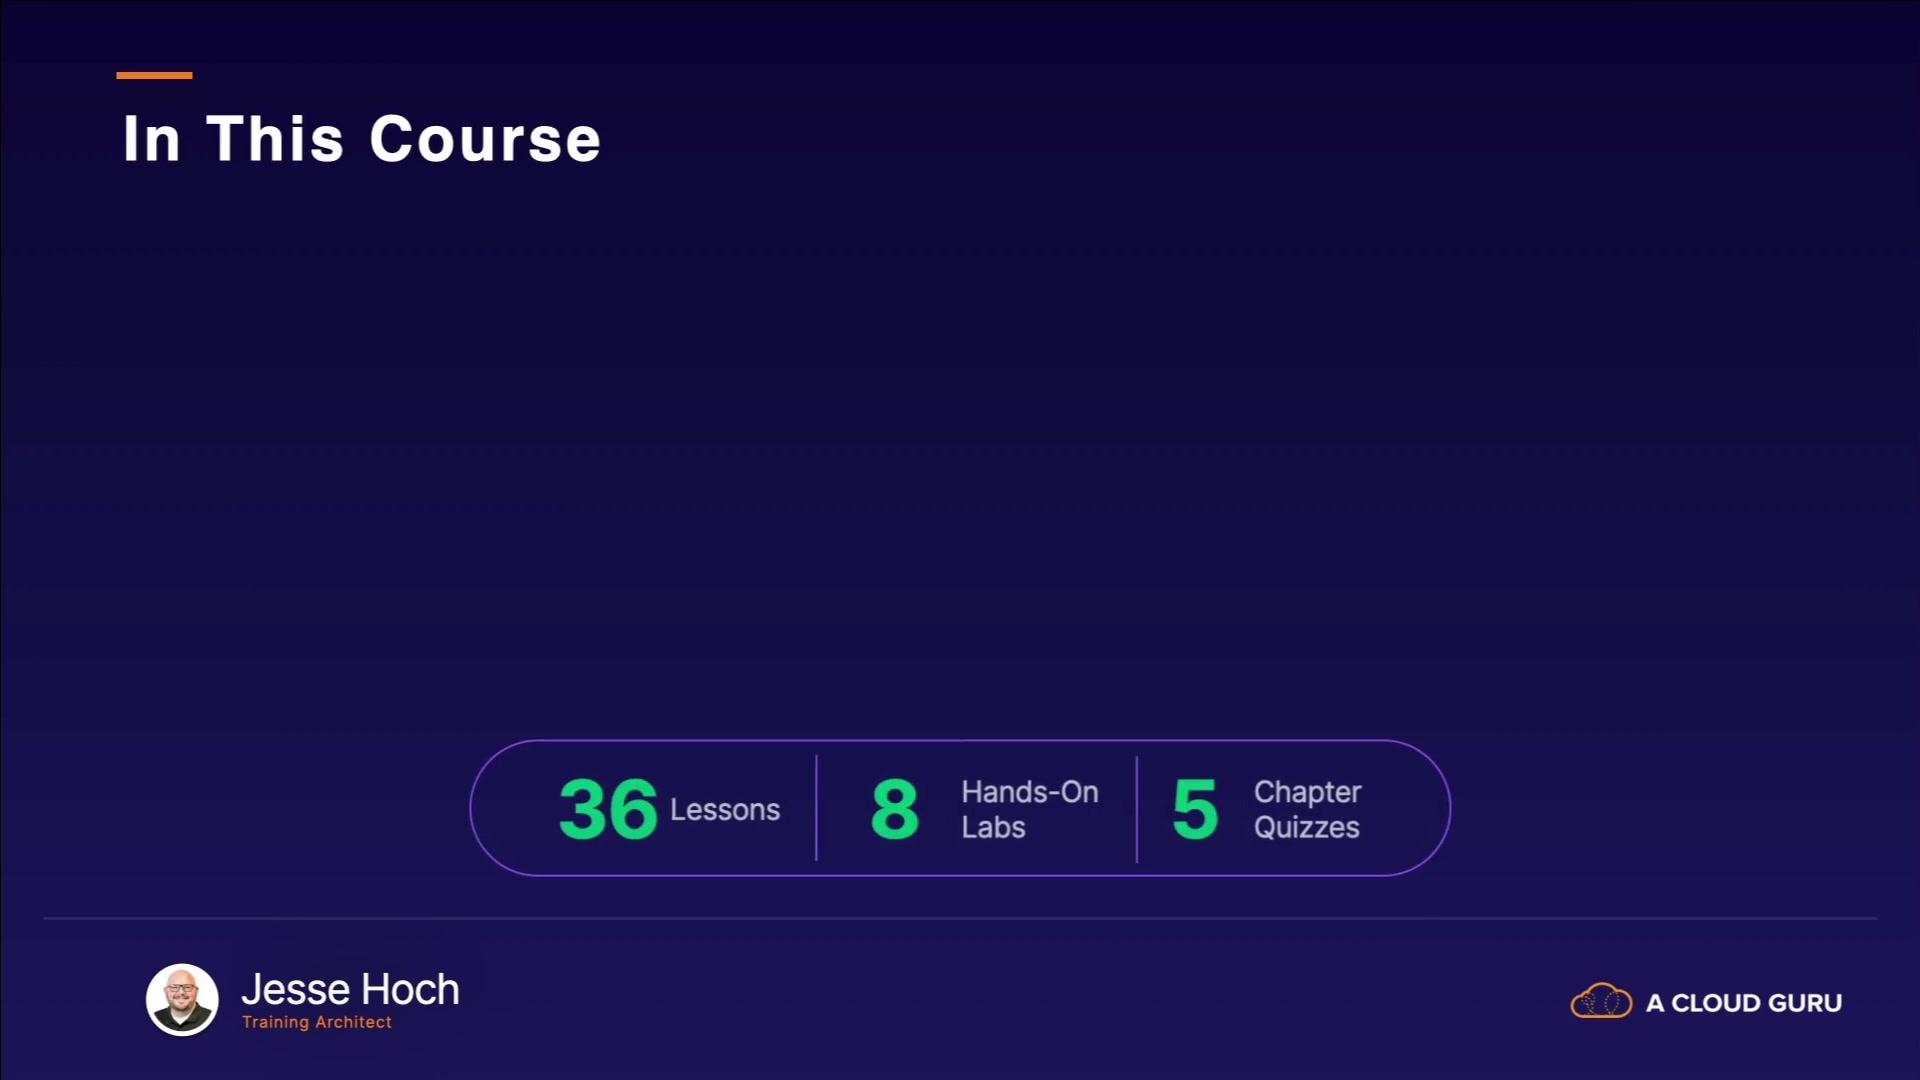 In This Course
36 Lessons
8 Hands-On Labs
5 Chapter Quizzes
Jesse Hoch
Training Architect
A CLOUD GURU